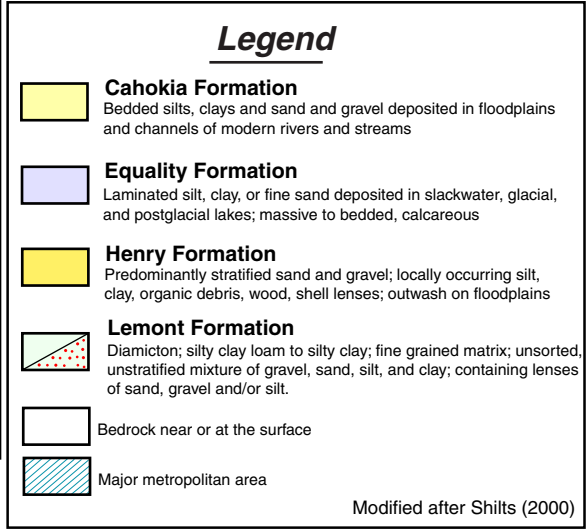 Legend
Cahokia Formation
Bedded silts, clays and sand and gravel deposited in floodplains
and channels of modern rivers and streams
Equality Formation
Laminated silt, clay, or fine sand deposited in slackwater, glacial,
and postglacial lakes; massive to bedded, calcareous
Henry Formation
Predominantly stratified sand and gravel; locally occurring silt,
clay, organic debris, wood, shell lenses; outwash on floodplains
Lemont Formation
Diamicton; silty clay loam to silty clay; fine grained matrix; unsorted,
unstratified mixture of gravel, sand, silt, and clay; containing lenses
of sand, gravel and/or silt.
Bedrock near or at the surface
Major metropolitan area
Modified after Shilts (2000)